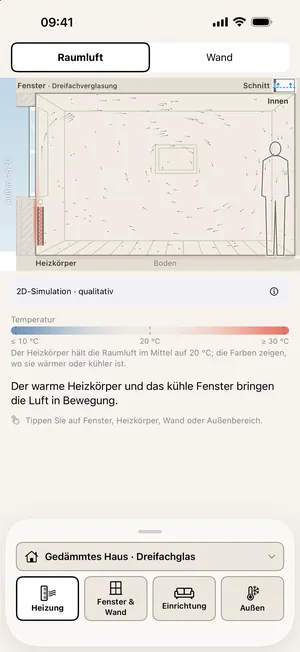 09:41
Raumluft
Wand
Fenster · Dreifachverglasung
Schnitt
Innen
Heizkörper
Boden
2D-Simulation · qualitativ
Temperatur
≤ 10 °C
20 °C
≥ 30 °C
Der Heizkörper hält die Raumluft im Mittel auf 20 °C; die Farben zeigen,
wo sie wärmer oder kühler ist.
Der warme Heizkörper und das kühle Fenster bringen
die Luft in Bewegung.
Tippen Sie auf Fenster, Heizkörper, Wand oder Außenbereich.
Gedämmtes Haus · Dreifachglas
Heizung
Fenster &
Wand
Einrichtung
Außen